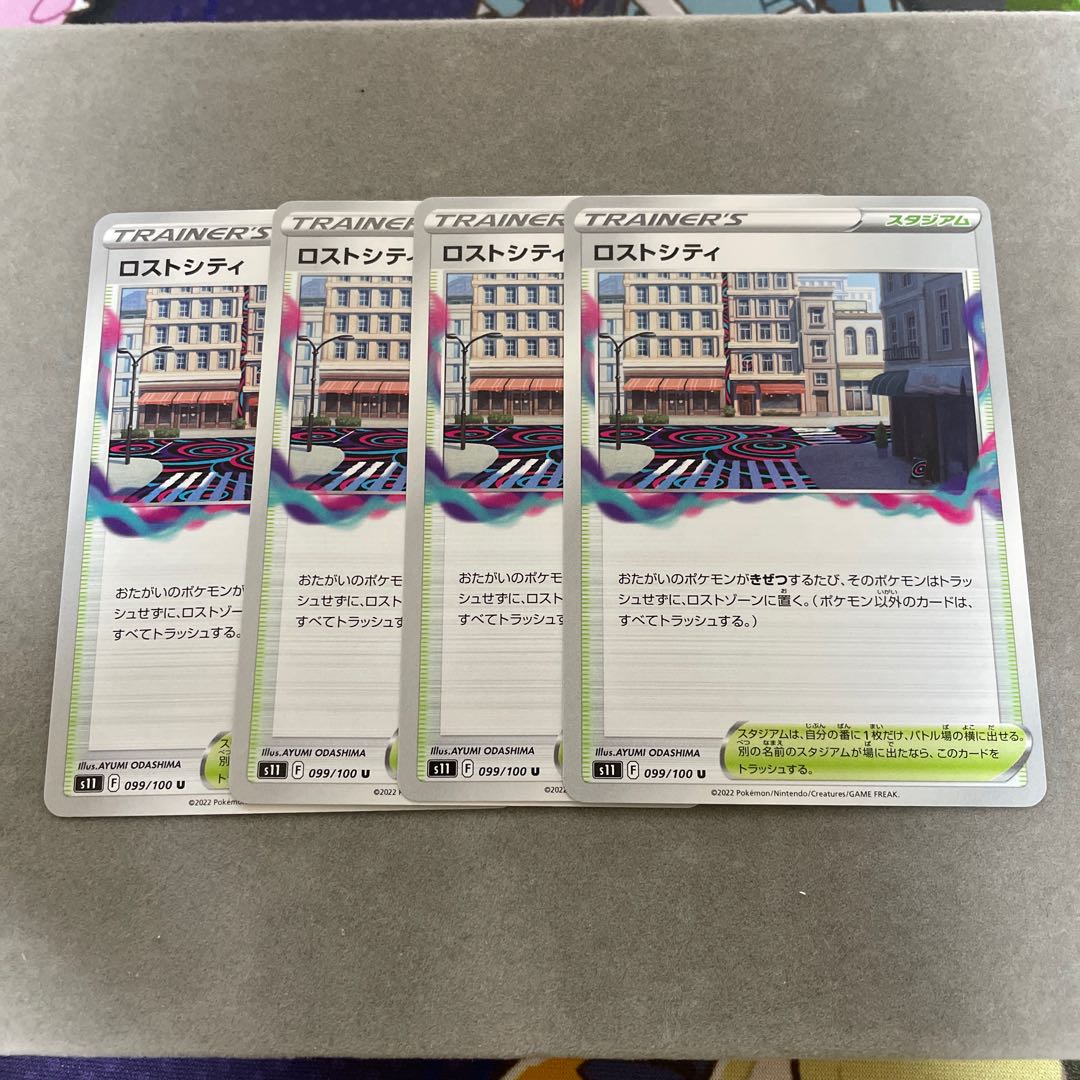 TRAINER'S
ロストシティ
おたがいのポケモンが
シュせずに、ロストゾーン
すべてトラッシュする。
Illus.AYUMI ODASHIMA
s11 F 099/100 U
©2022 Pokémon
TRAINER'S
ロストシティ
おたがいのポケモ
シュせずに、ロスト
すべてトラッシュす
Illus.AYUMI ODASHIMA
s11 F 099/100 U
©2022
TRAINER'S
ロストシティ
おたがいのポケモ
シュせずに、ロスト
すべてトラッシュす
Illus.AYUMI ODASHIMA
s11 F 099/100 U
©2022
TRAINER'S スタジアム
ロストシティ
おたがいのポケモンがきぜつするたび、そのポケモンはトラッ
シュせずに、ロストゾーンに置く。(ポケモン以外のカードは、
すべてトラッシュする。)
Illus.AYUMI ODASHIMA
s11 F 099/100 U
スタジアムは、自分の番に1枚だけ、バトル場の横に出せる。
別の名前のスタジアムが場に出たなら、このカードを
トラッシュする。
©2022 Pokémon/Nintendo/Creatures/GAME FREAK.